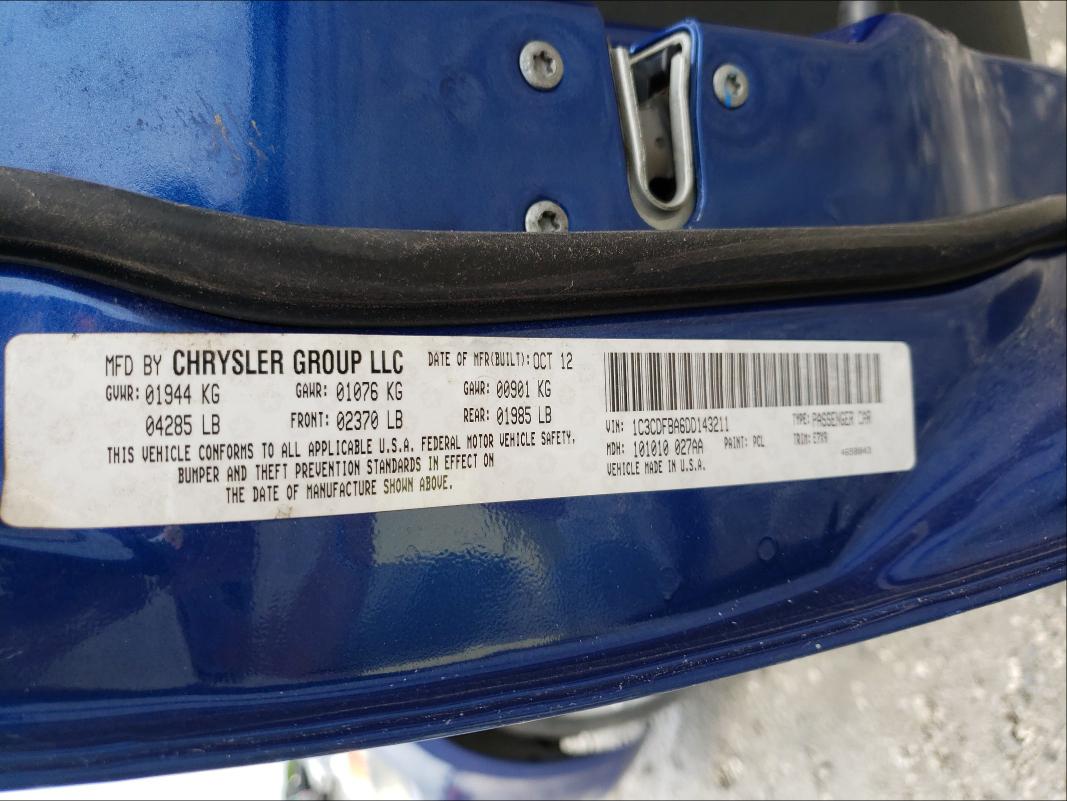 MFD BY CHRYSLER GROUP LLC DATE OF MFR(BUILT): OCT 12
GVWR: 01944 KG GAWR: 01076 KG GAWR: 00901 KG
04285 LB FRONT: 02370 LB REAR: 01985 LB
THIS VEHICLE CONFORMS TO ALL APPLICABLE U.S.A. FEDERAL MOTOR VEHICLE SAFETY,
BUMPER AND THEFT PREVENTION STANDARDS IN EFFECT ON
THE DATE OF MANUFACTURE SHOWN ABOVE.
VIN: 1C3CDFBA6DD143211 TYPE: PASSENGER CAR
MDH: 101010 027AA PAINT: PCL TRIM:
VEHICLE MADE IN U.S.A.